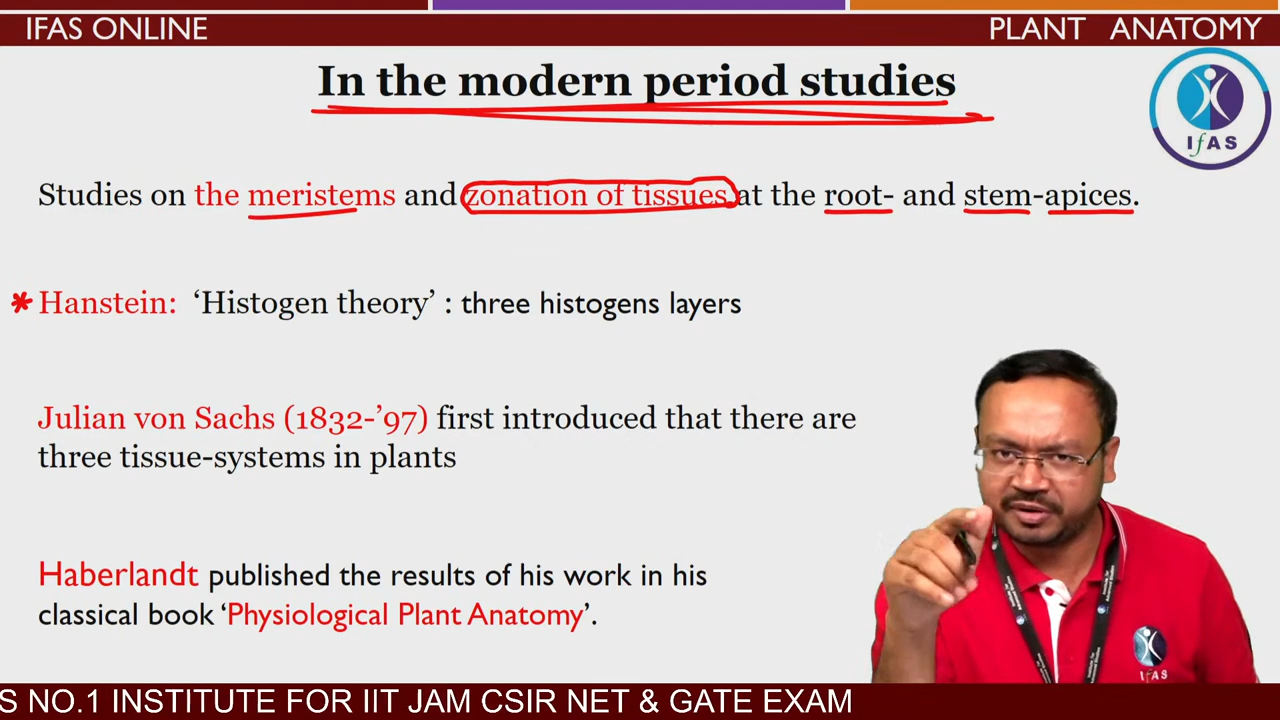 IFAS ONLINE
PLANT ANATOMY
In the modern period studies
IfAS
Studies on the meristems and zonation of tissues at the root- and stem-apices.
* Hanstein: ‘Histogen theory’ : three histogens layers
Julian von Sachs (1832-’97) first introduced that there are
three tissue-systems in plants
Haberlandt published the results of his work in his
classical book ‘Physiological Plant Anatomy’.
IfAS
S NO.1 INSTITUTE FOR IIT JAM CSIR NET & GATE EXAM